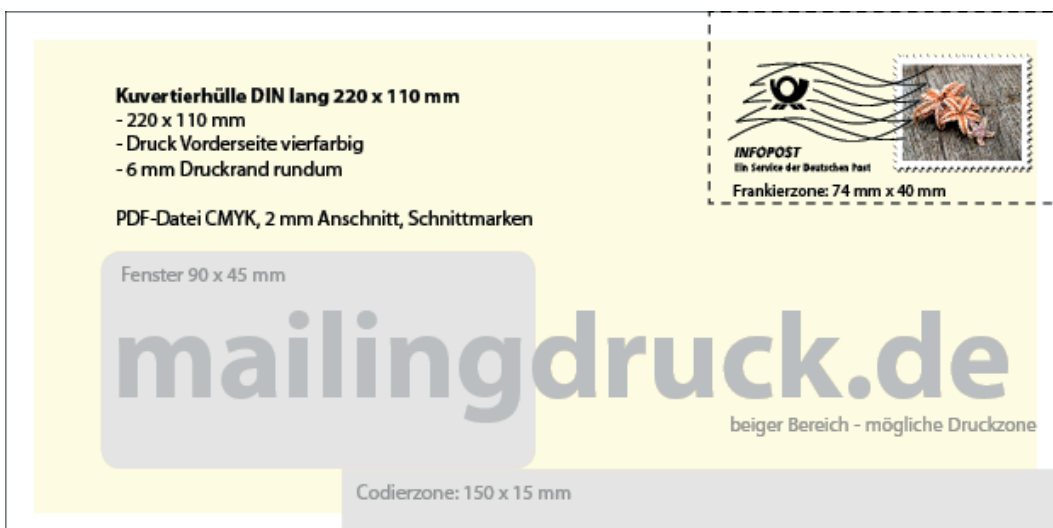 Kuvertierhülle DIN lang 220 x 110 mm
- 220 x 110 mm
- Druck Vorderseite vierfarbig
- 6 mm Druckrand rundum
PDF-Datei CMYK, 2 mm Anschnitt, Schnittmarken
INFOPOST
Ein Service der Deutschen Post
Frankierzone: 74 mm x 40 mm
Fenster 90 x 45 mm
mailingdruck.de
beiger Bereich - mögliche Druckzone
Codierzone: 150 x 15 mm